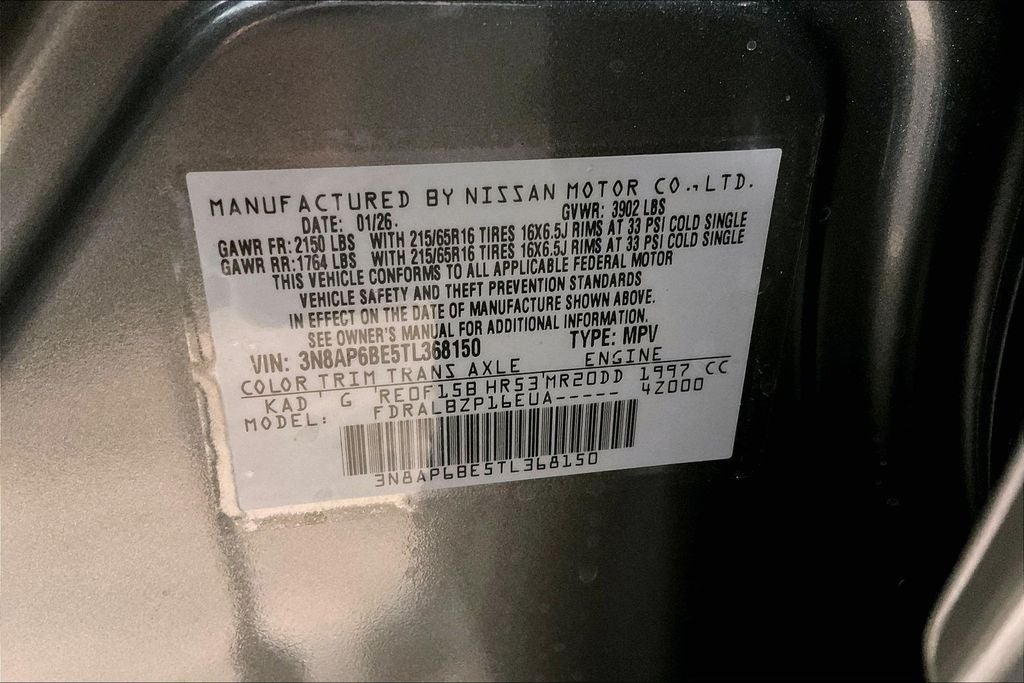 MANUFACTURED BY NISSAN MOTOR CO.,LTD.
DATE: 01/26. GVWR: 3902 LBS
GAWR FR: 2150 LBS WITH 215/65R16 TIRES 16X6.5J RIMS AT 33 PSI COLD SINGLE
GAWR RR: 1764 LBS WITH 215/65R16 TIRES 16X6.5J RIMS AT 33 PSI COLD SINGLE
THIS VEHICLE CONFORMS TO ALL APPLICABLE FEDERAL MOTOR
VEHICLE SAFETY AND THEFT PREVENTION STANDARDS
IN EFFECT ON THE DATE OF MANUFACTURE SHOWN ABOVE.
SEE OWNER'S MANUAL FOR ADDITIONAL INFORMATION.
VIN: 3N8AP6BE5TL368150 TYPE: MPV
COLOR TRIM TRANS AXLE ENGINE
KAD ' G 'RE0F15B HR53'MR20DD 1997 CC
MODEL: FDRALBZP16EUA----- 4Z000
3N8AP6BE5TL368150